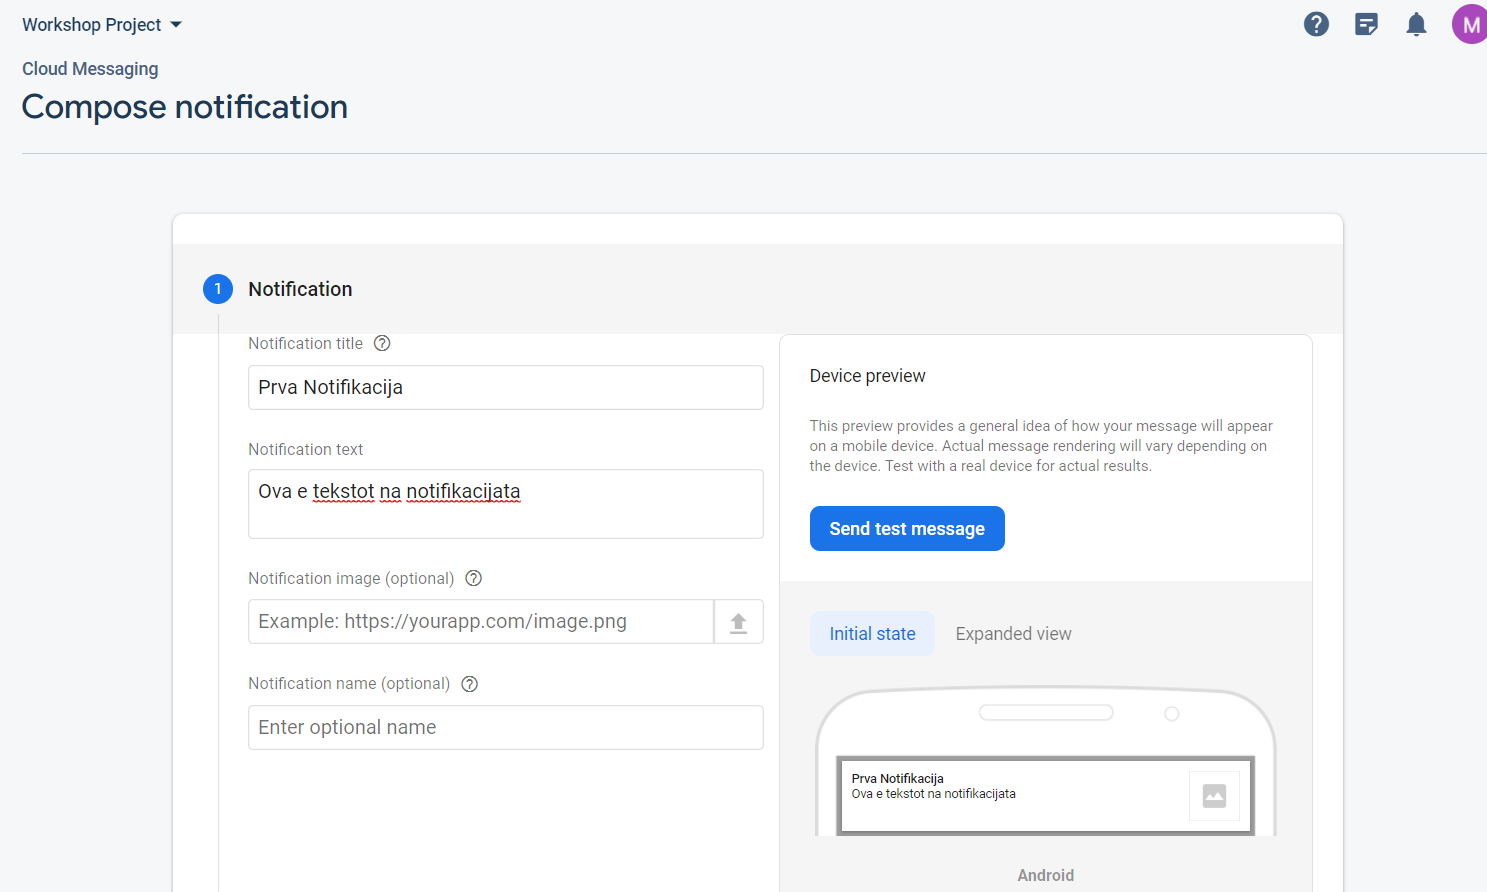 Workshop Project
M
Cloud Messaging
Compose notification
1
Notification
Notification title
Prva Notifikacija
Notification text
Ova e tekstot na notifikacijata
Notification image (optional)
Example: https://yourapp.com/image.png
Notification name (optional)
Enter optional name
Device preview
This preview provides a general idea of how your message will appear
on a mobile device. Actual message rendering will vary depending on
the device. Test with a real device for actual results.
Send test message
Initial state
Expanded view
Prva Notifikacija
Ova e tekstot na notifikacijata
Android